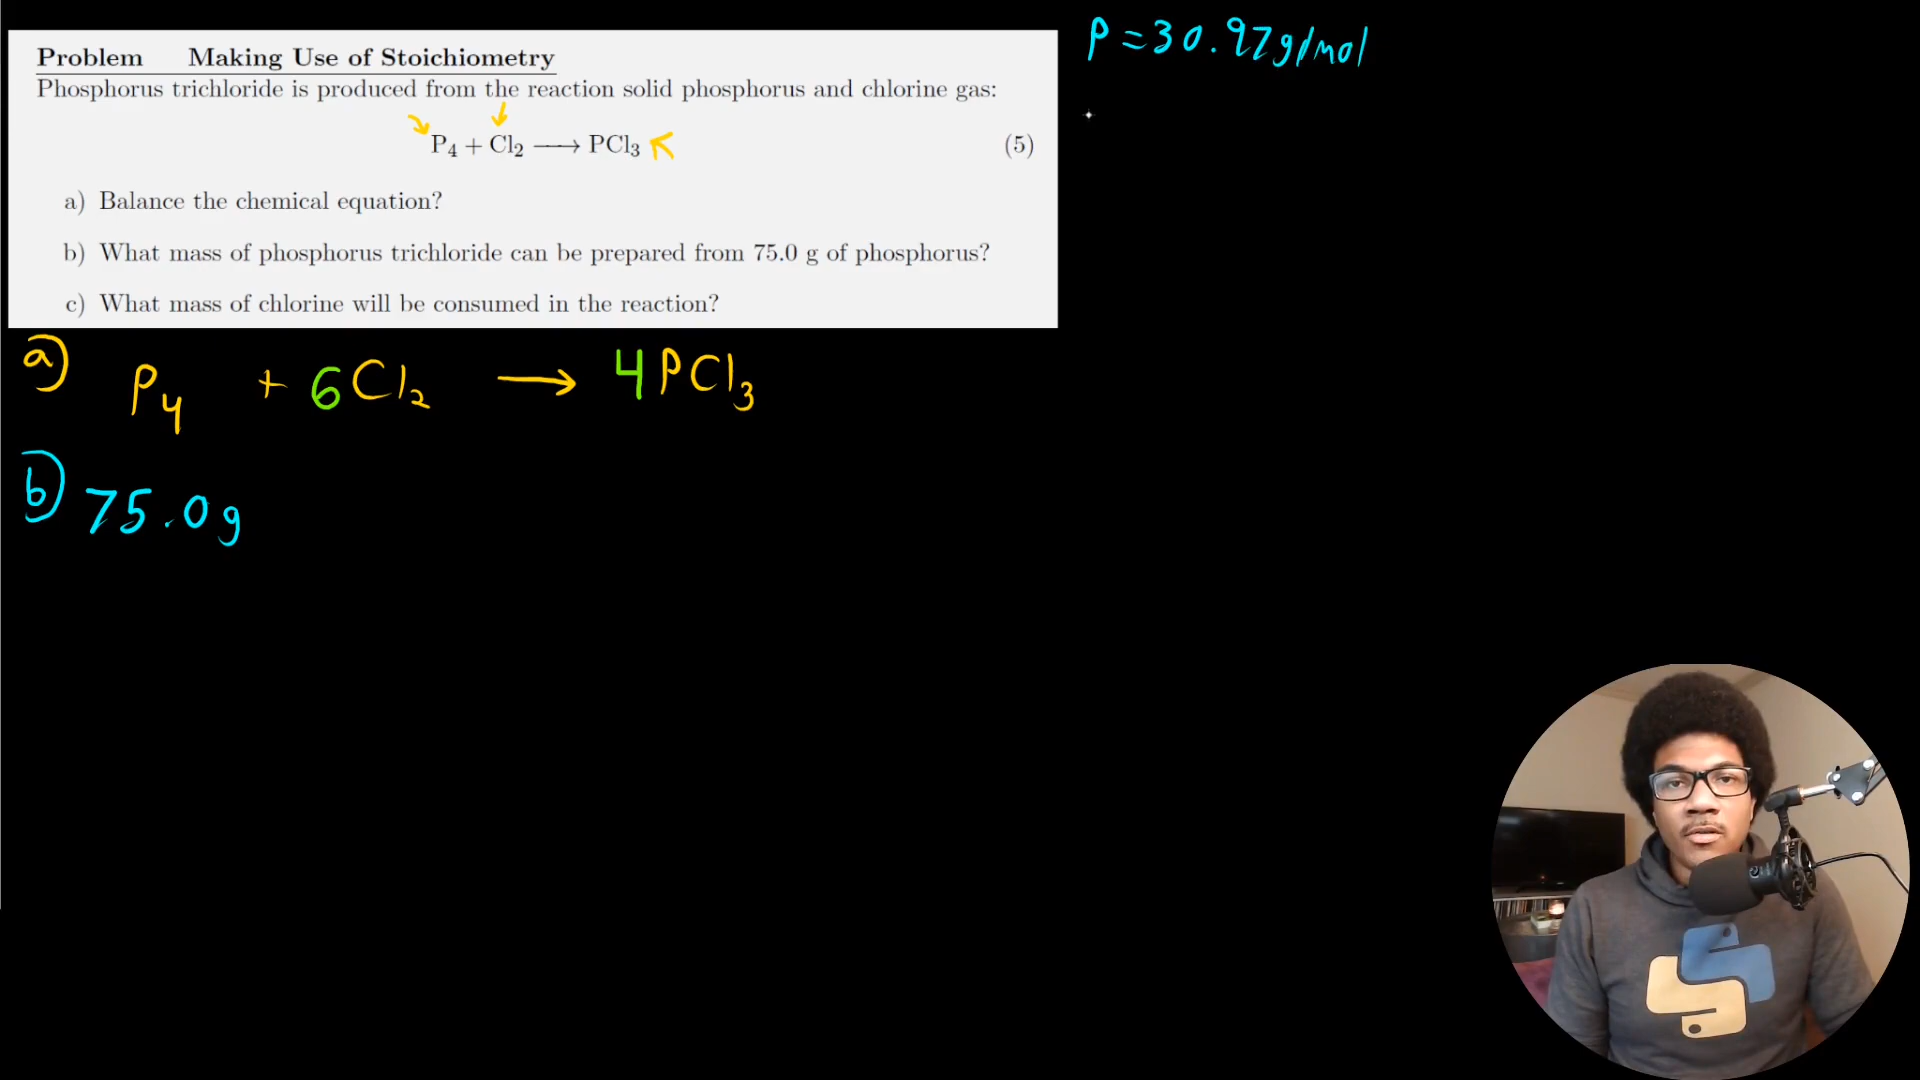 P = 30.97g/mol
Problem Making Use of Stoichiometry
Phosphorus trichloride is produced from the reaction solid phosphorus and chlorine gas:
P₄ + Cl₂ ⟶ PCl₃ (5)
a) Balance the chemical equation?
b) What mass of phosphorus trichloride can be prepared from 75.0 g of phosphorus?
c) What mass of chlorine will be consumed in the reaction?
a) P₄ + 6Cl₂ → 4PCl₃
b) 75.0g